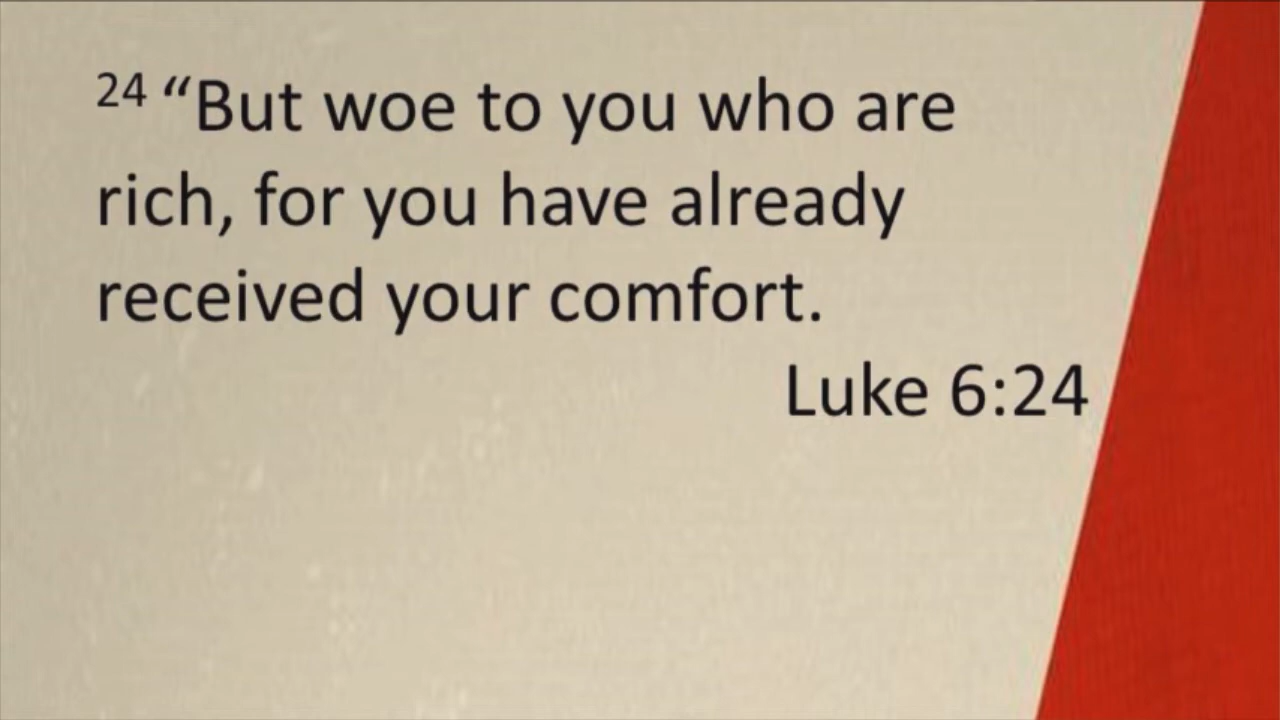 24 “But woe to you who are
rich, for you have already
received your comfort.
Luke 6:24